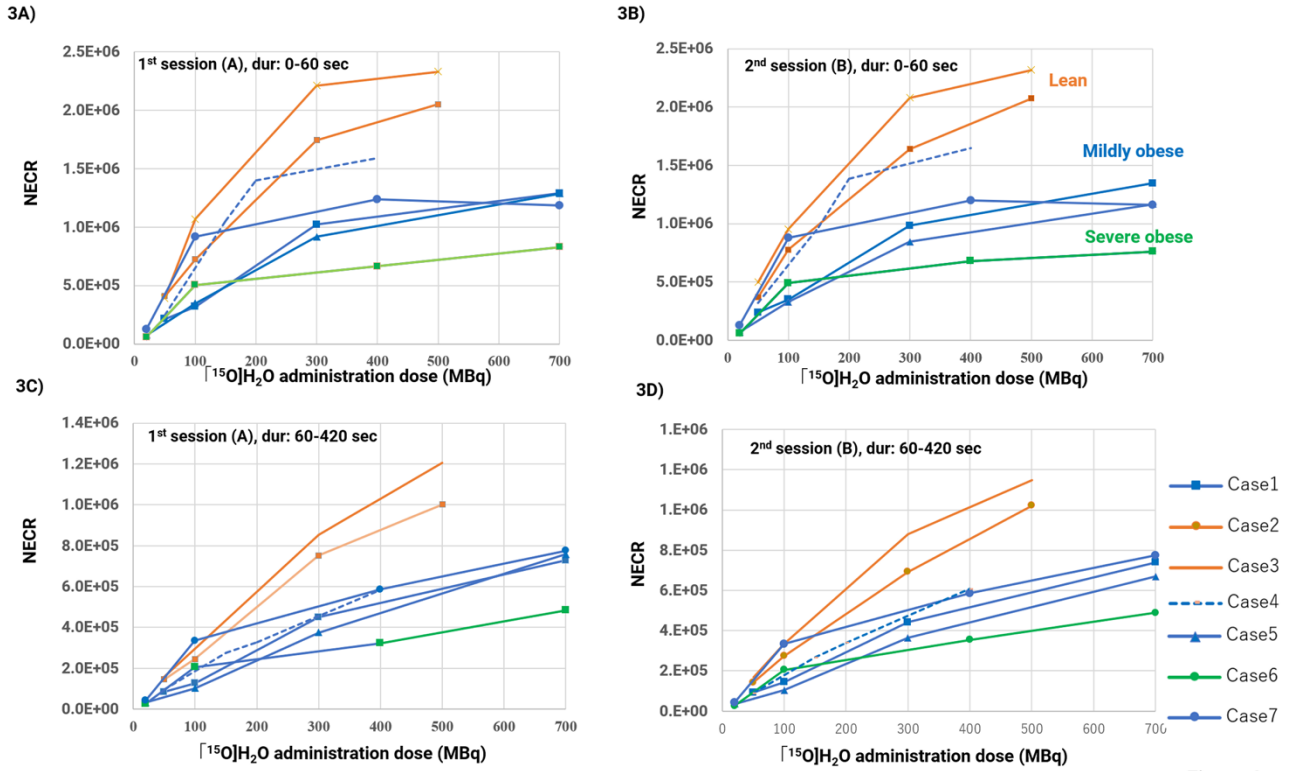 3A)
3B)
2.5E+06
2.0E+06
1.5E+06
1.0E+06
5.0E+05
0.0E+00
NECR
1st session (A), dur: 0-60 sec
0 100 200 300 400 500 600 700
⌈15O]H2O administration dose (MBq)
2.5E+06
2.0E+06
1.5E+06
1.0E+06
5.0E+05
0.0E+00
NECR
2nd session (B), dur: 0-60 sec
Lean
Mildly obese
Severe obese
0 100 200 300 400 500 600 700
⌈15O]H2O administration dose (MBq)
3C)
3D)
1.4E+06
1.2E+06
1.0E+06
8.0E+05
6.0E+05
4.0E+05
2.0E+05
0.0E+00
NECR
1st session (A), dur: 60-420 sec
0 100 200 300 400 500 600 700
⌈15O]H2O administration dose (MBq)
1.E+06
1.E+06
1.E+06
8.E+05
6.E+05
4.E+05
2.E+05
0.E+00
NECR
2nd session (B), dur: 60-420 sec
0 100 200 300 400 500 600 700
⌈15O]H2O administration dose (MBq)
Case1
Case2
Case3
Case4
Case5
Case6
Case7